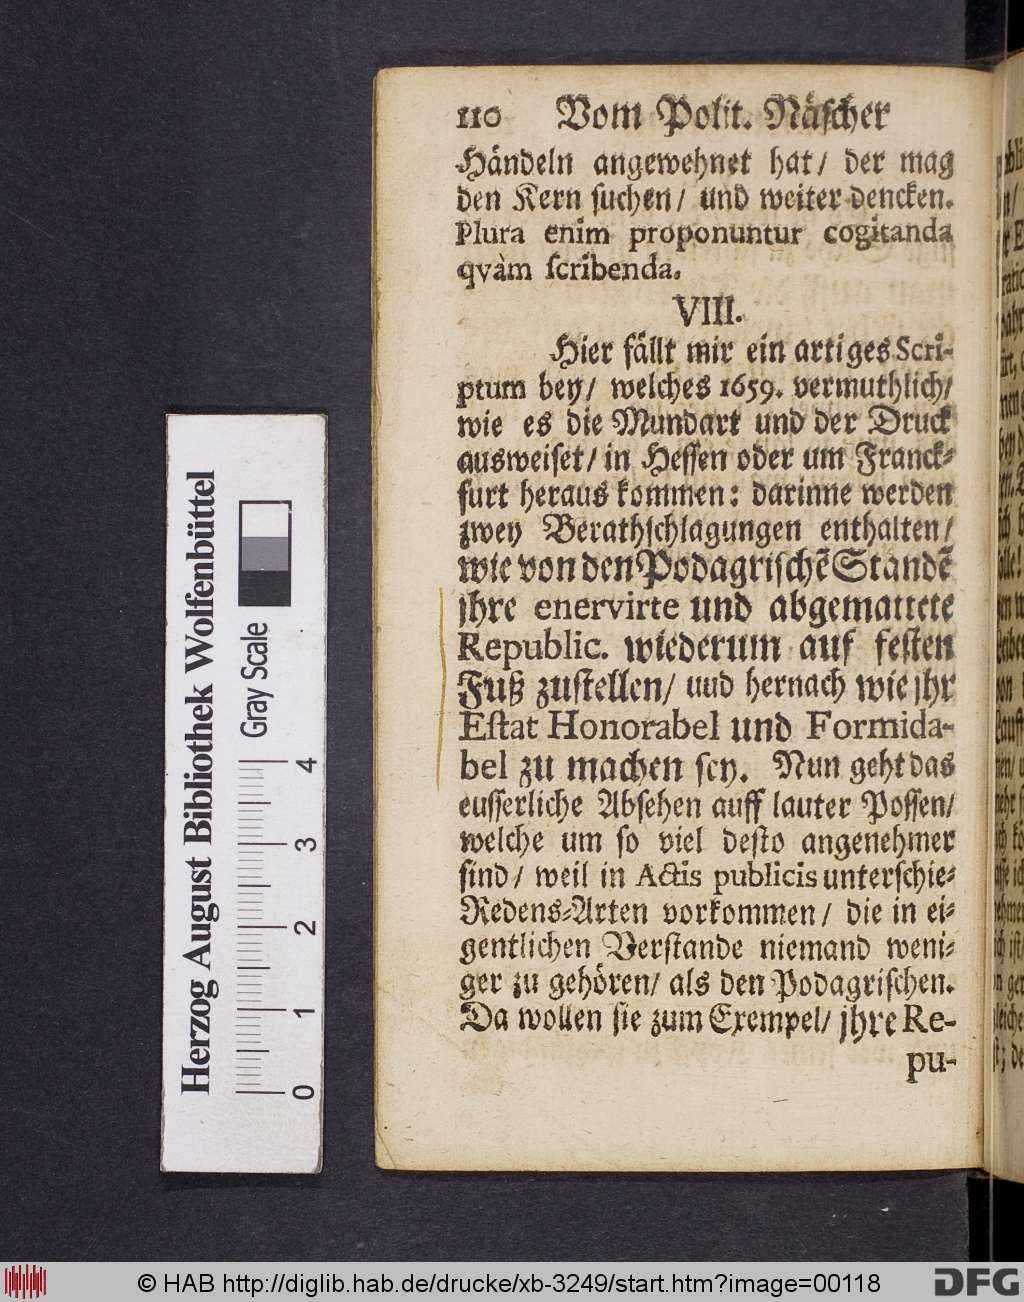 110 Vom Polit. Näscher
Händeln angewehnet hat / der mag
den Kern suchen / und weiter dencken.
Plura enim proponuntur cogitanda
qvàm ſcribenda.
VIII.
Hier fällt mir ein artiges Scri-
ptum bey / welches 1659. vermuthlich /
wie es die Mundart und der Druck
ausweiset / in Hessen oder um Franck-
furt heraus kommen: darinne werden
zwey Berathschlagungen enthalten /
wie von den Podagrischē Standē
jhre enervirte und abgemattete
Republic. wiederum auf festen
Fuß zustellen / uud hernach wie jhr
Eſtat Honorabel und Formida-
bel zu machen sey. Nun geht das
eusserliche Absehen auff lauter Possen /
welche um so viel desto angenehmer
sind / weil in Actis publicis unterschie-
Redens-Arten vorkommen / die in ei-
gentlichen Verstande niemand weni-
ger zu gehören / als den Podagrischen.
Da wollen sie zum Exempel / jhre Re-
pu-
Herzog August Bibliothek Wolfenbüttel
Gray Scale
0 1 2 3 4
© HAB http://diglib.hab.de/drucke/xb-3249/start.htm?image=00118
DFG